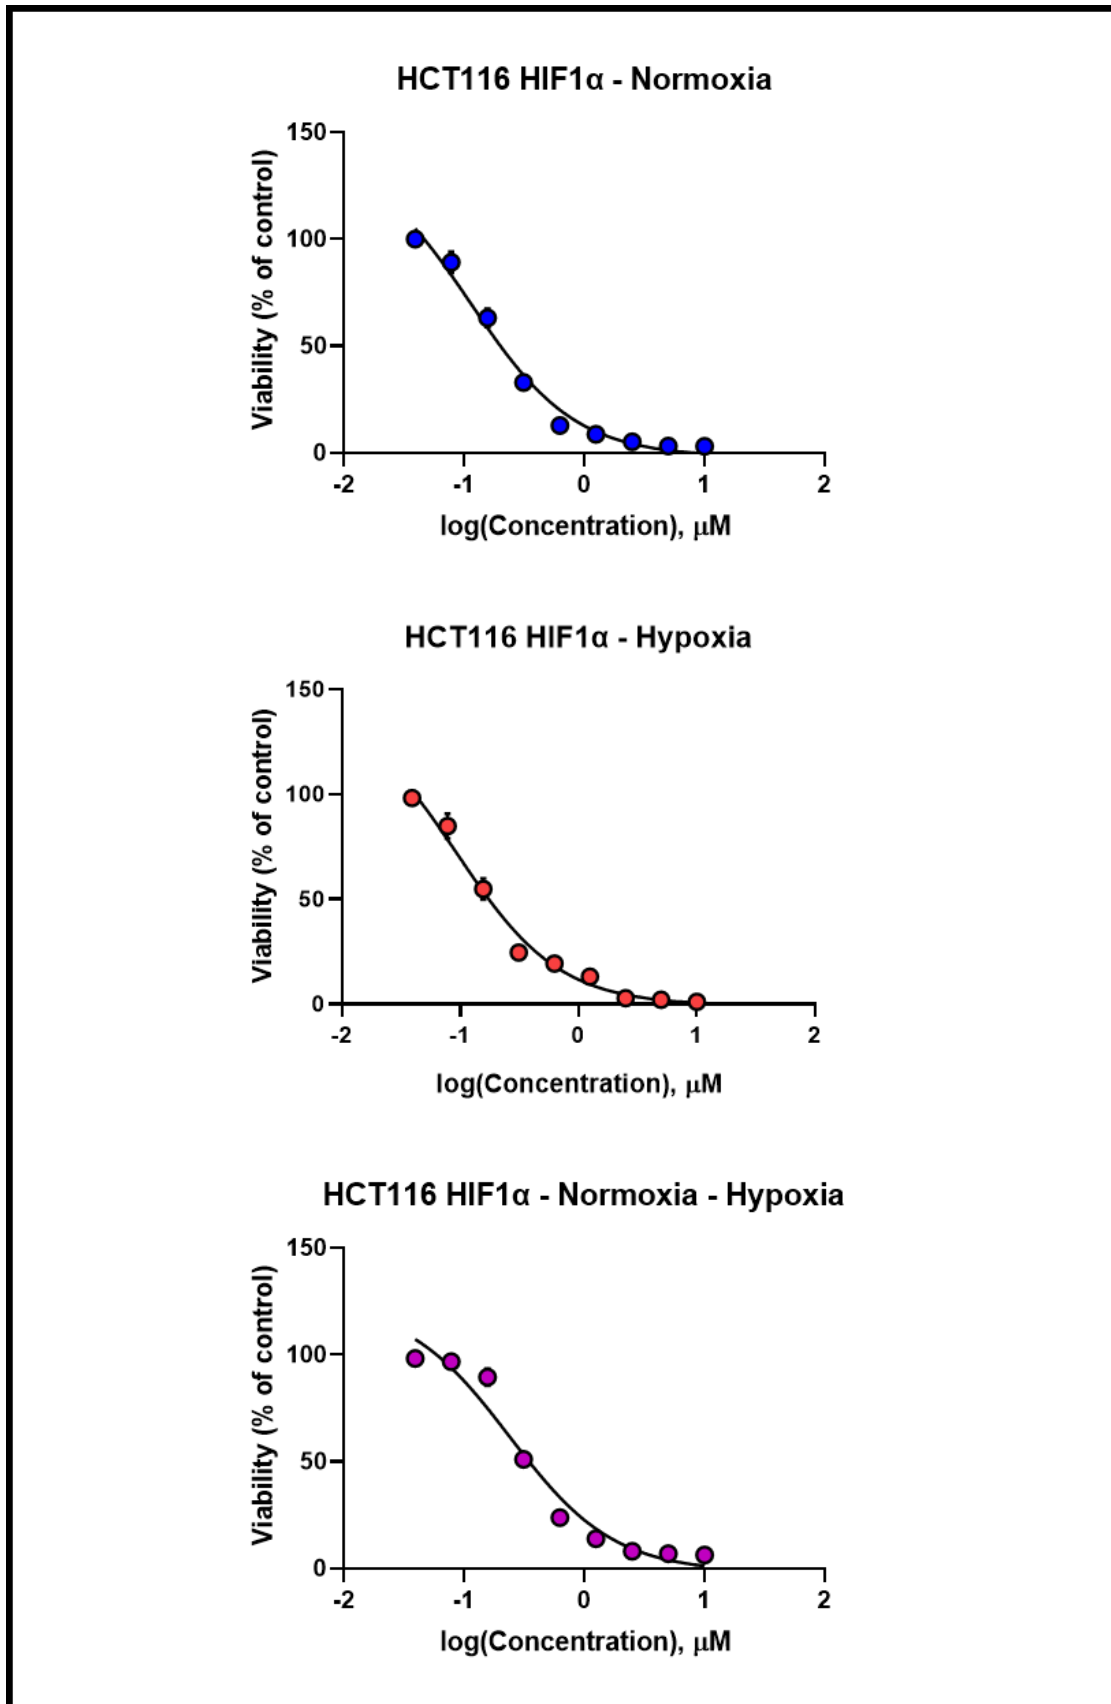 HCT116 HIF1α - Normoxia
150
100
50
0
Viability (% of control)
-2 -1 0 1 2
log(Concentration), μM
HCT116 HIF1α - Hypoxia
150
100
50
0
Viability (% of control)
-2 -1 0 1 2
log(Concentration), μM
HCT116 HIF1α - Normoxia - Hypoxia
150
100
50
0
Viability (% of control)
-2 -1 0 1 2
log(Concentration), μM